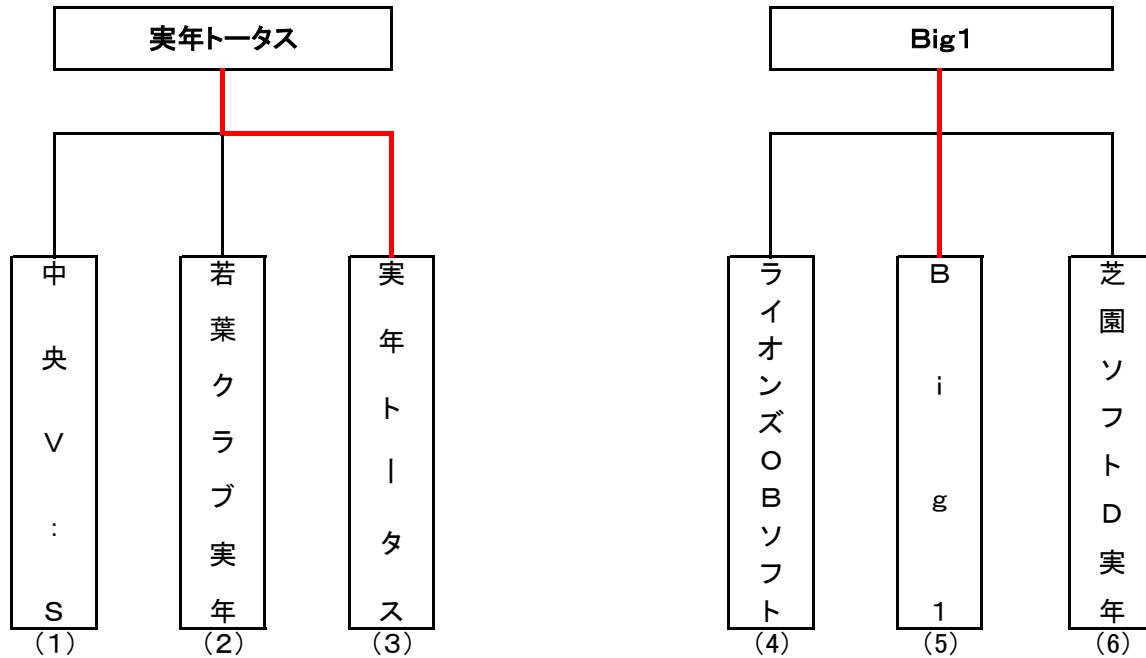 実年トータス
Big1
中央V:S
若葉クラブ実年
実年トータス
ライオンズOBソフト
Big1
芝園ソフトD実年
(1)
(2)
(3)
(4)
(5)
(6)